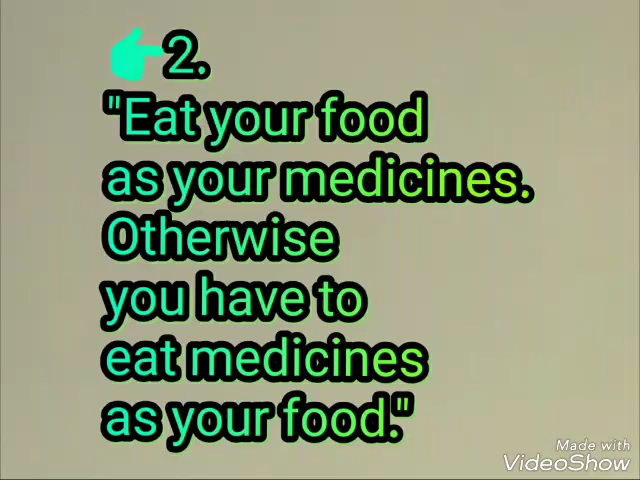 👉2.
"Eat your food
as your medicines.
Otherwise
you have to
eat medicines
as your food."
Made with
VideoShow